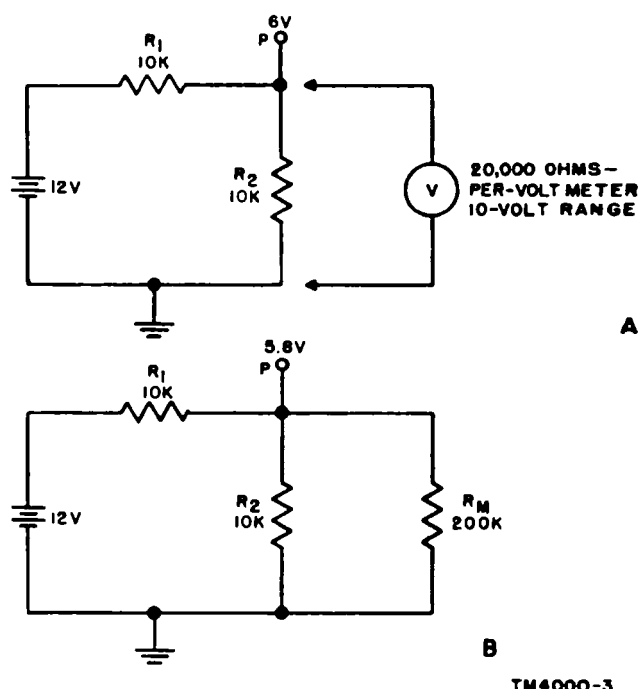 6V
P
R1
10K
12V
R2
10K
V
20,000 OHMS-
PER-VOLT METER
10-VOLT RANGE
A
5.8V
P
R1
10K
12V
R2
10K
RM
200K
B
TM4000-3